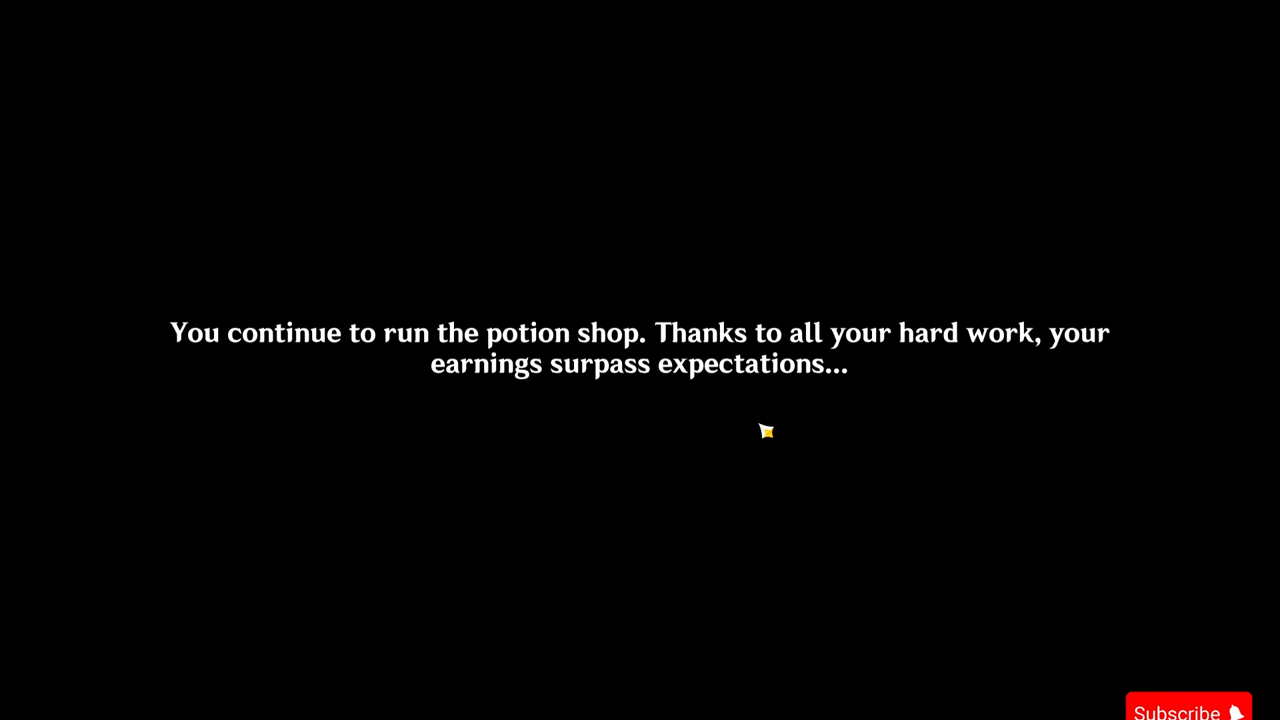 You continue to run the potion shop. Thanks to all your hard work, your
earnings surpass expectations...
Subscribe